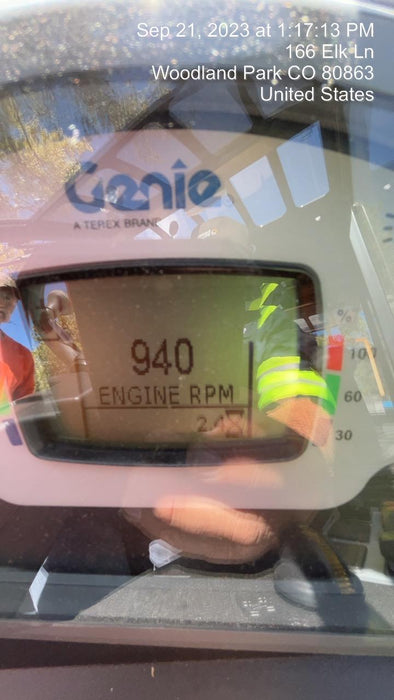 Sep 21, 2023 at 1:17:13 PM
166 Elk Ln
Woodland Park CO 80863
United States
Genie
A TEREX BRAND
940
ENGINE RPM
%
100
60
30